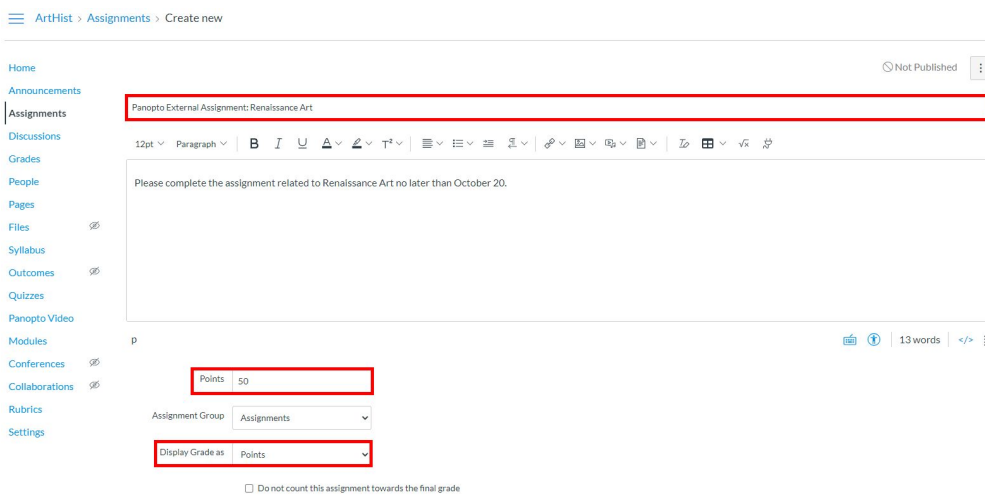 ArtHist > Assignments > Create new
Not Published
Home
Announcements
Assignments
Discussions
Grades
People
Pages
Files
Syllabus
Outcomes
Quizzes
Panopto Video
Modules
Conferences
Collaborations
Rubrics
Settings
Panopto External Assignment: Renaissance Art
12pt Paragraph B I U A T²
Please complete the assignment related to Renaissance Art no later than October 20.
p 13 words </>
Points 50
Assignment Group Assignments
Display Grade as Points
Do not count this assignment towards the final grade